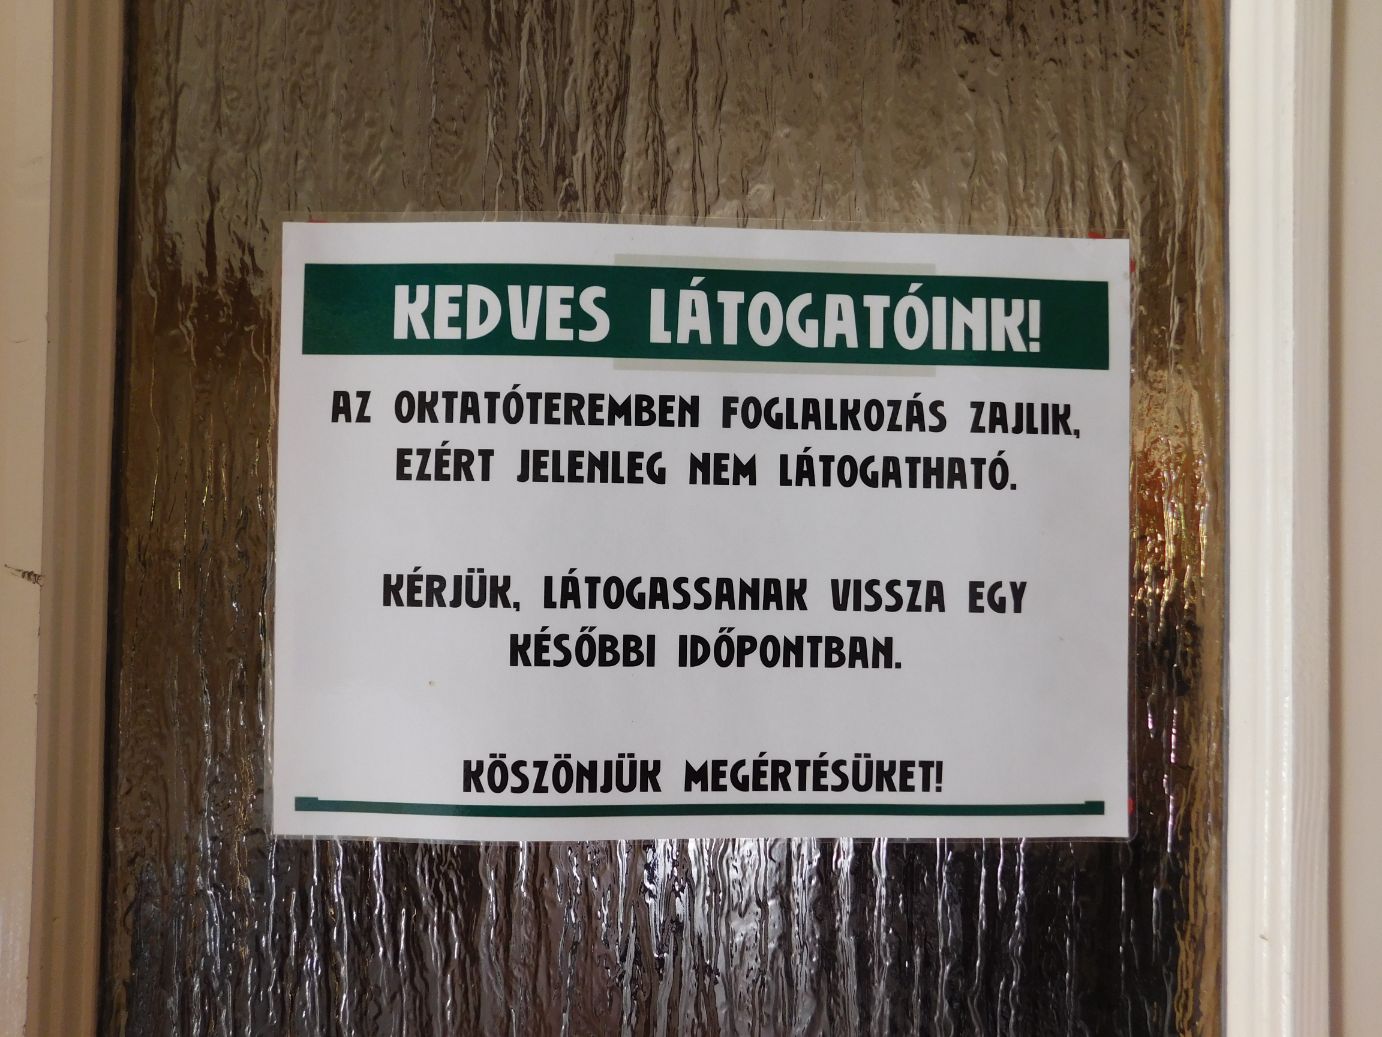 KEDVES LÁTOGATÓINK!
AZ OKTATÓTEREMBEN FOGLALKOZÁS ZAJLIK,
EZÉRT JELENLEG NEM LÁTOGATHATÓ.
KÉRJÜK, LÁTOGASSANAK VISSZA EGY
KÉSŐBBI IDŐPONTBAN.
KÖSZÖNJÜK MEGÉRTÉSÜKET!